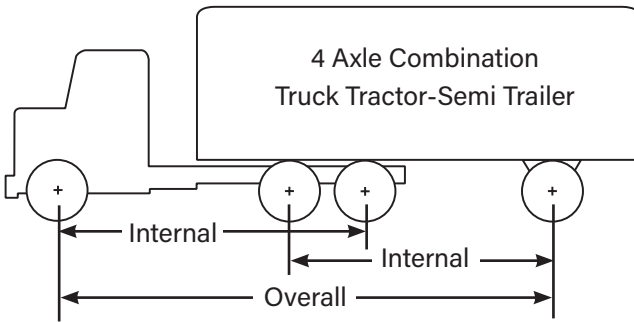 4 Axle Combination
Truck Tractor-Semi Trailer
Internal
Internal
Overall